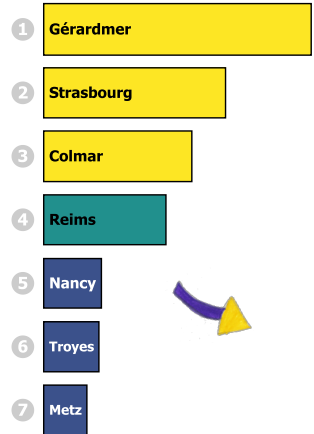 1 Gérardmer
2 Strasbourg
3 Colmar
4 Reims
5 Nancy
6 Troyes
7 Metz